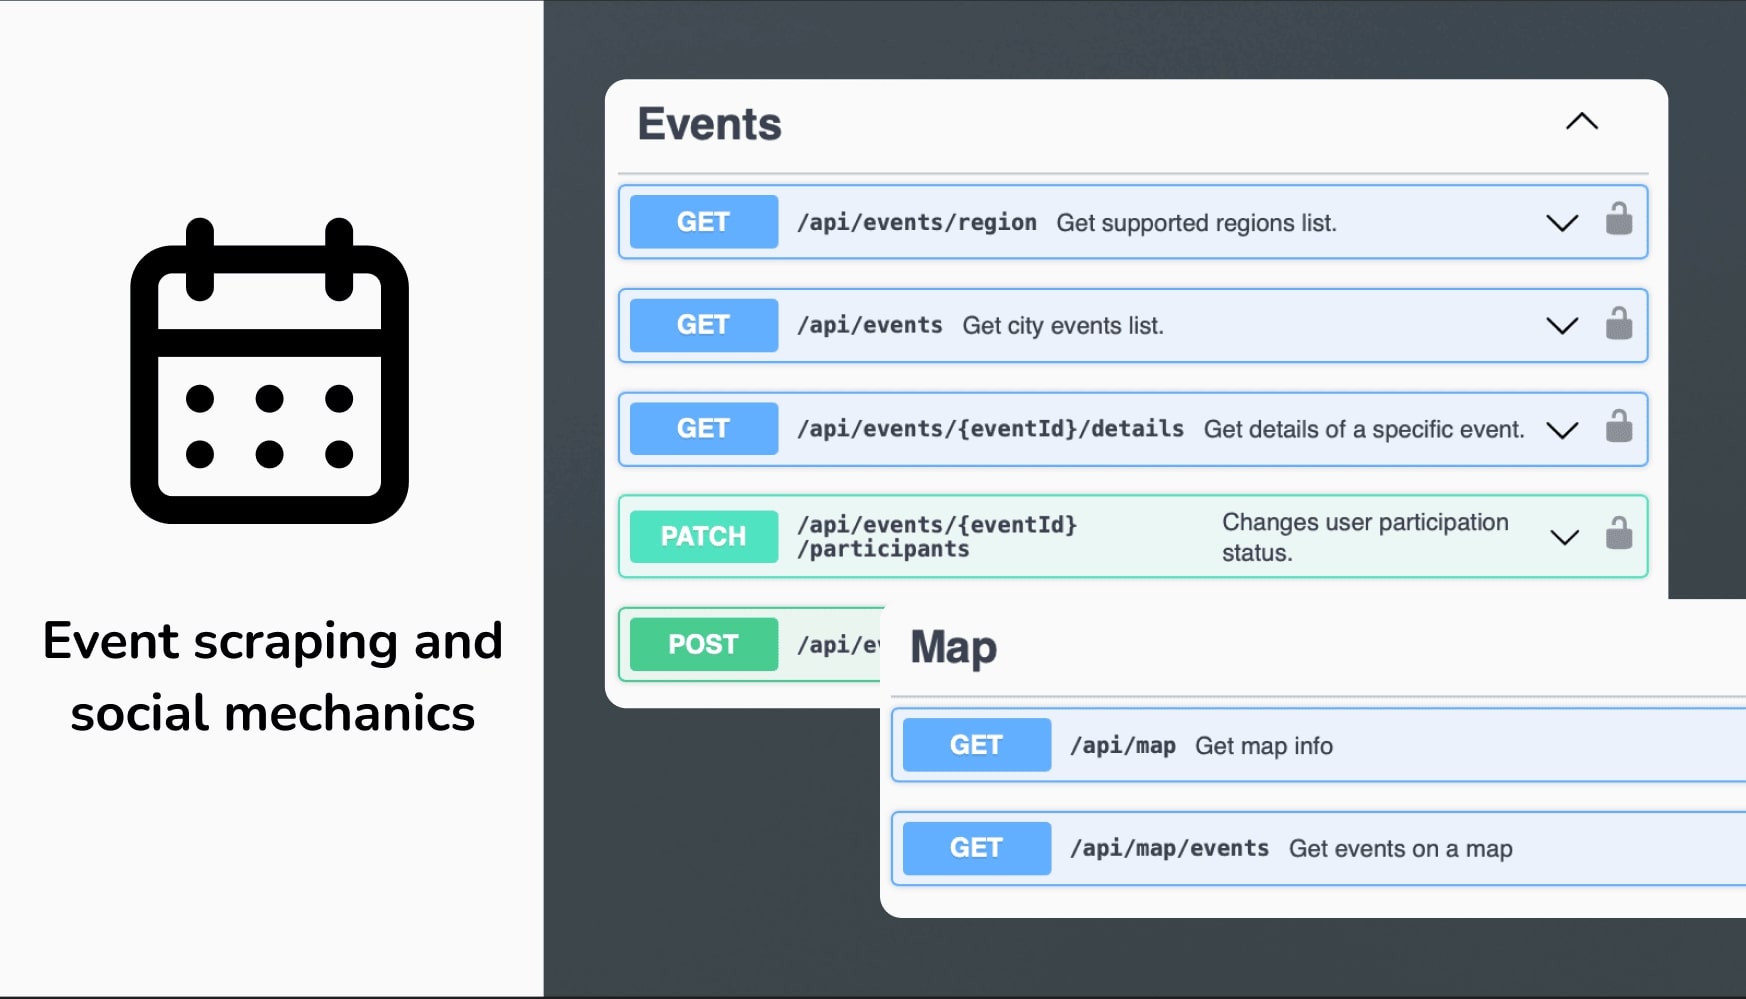 Event scraping and
social mechanics
Events
GET /api/events/region Get supported regions list.
GET /api/events Get city events list.
GET /api/events/{eventId}/details Get details of a specific event.
PATCH /api/events/{eventId}
/participants
Changes user participation
status.
POST
Map
GET /api/map Get map info
GET /api/map/events Get events on a map